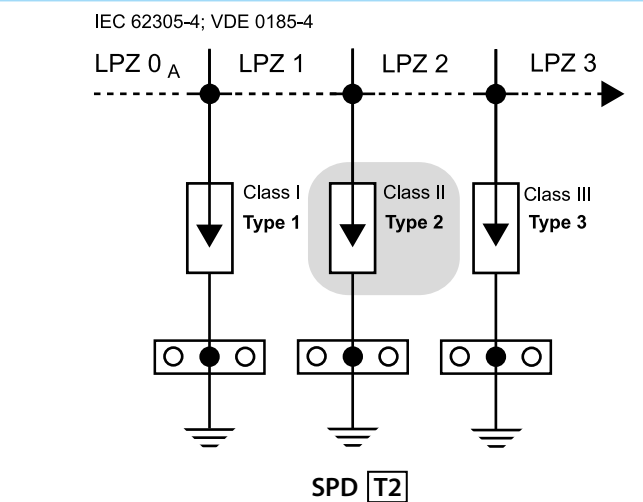 IEC 62305-4; VDE 0185-4
LPZ 0 A LPZ 1 LPZ 2 LPZ 3
Class I Class II Class III
Type 1 Type 2 Type 3
SPD T2